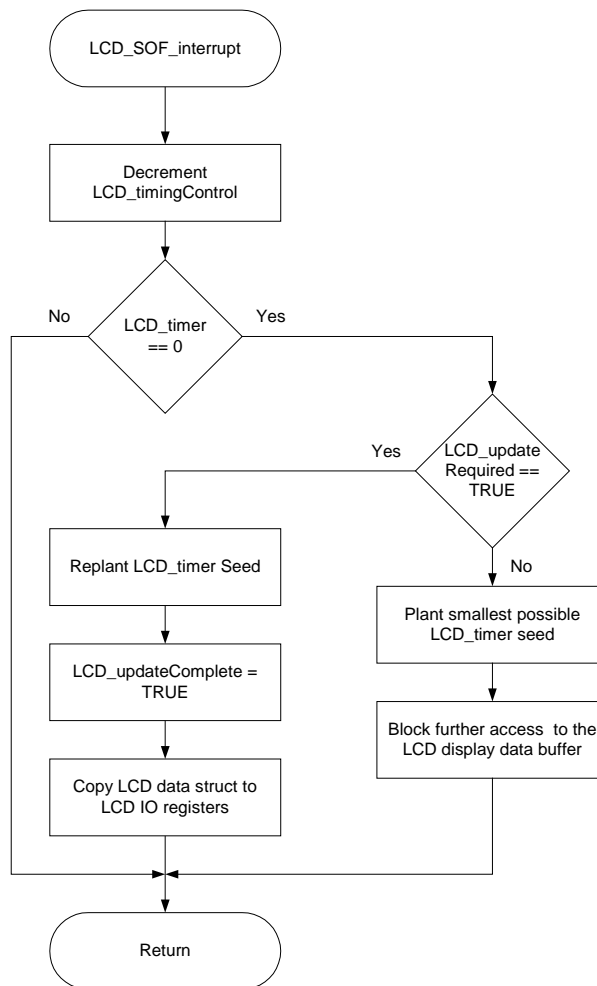 LCD_SOF_interrupt
Decrement
LCD_timingControl
No
Yes
LCD_timer
== 0
Yes
LCD_update
Required ==
TRUE
Replant LCD_timer Seed
No
Plant smallest possible
LCD_timer seed
LCD_updateComplete =
TRUE
Block further access to the
LCD display data buffer
Copy LCD data struct to
LCD IO registers
Return